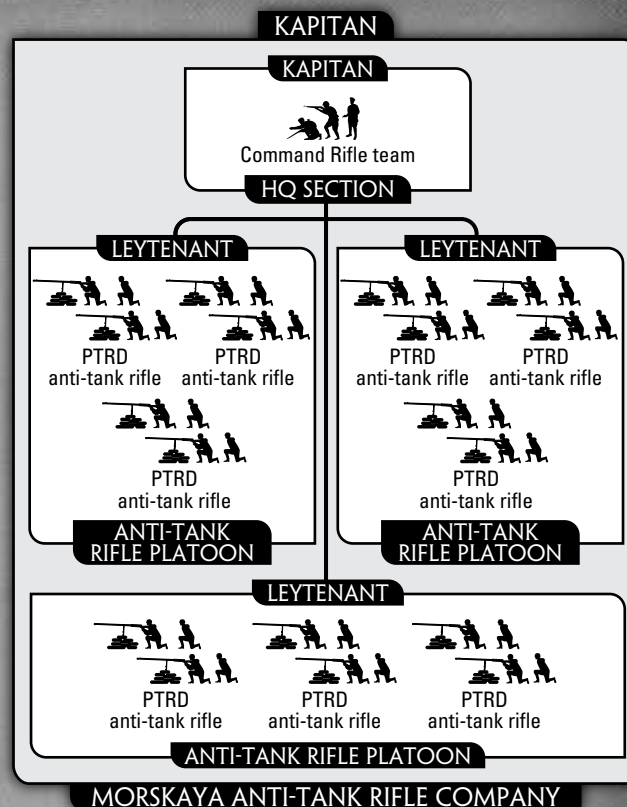 KAPITAN
KAPITAN
Command Rifle team
HQ SECTION
LEYTENANT
PTRD
anti-tank rifle
PTRD
anti-tank rifle
PTRD
anti-tank rifle
ANTI-TANK
RIFLE PLATOON
LEYTENANT
PTRD
anti-tank rifle
PTRD
anti-tank rifle
PTRD
anti-tank rifle
ANTI-TANK
RIFLE PLATOON
LEYTENANT
PTRD
anti-tank rifle
PTRD
anti-tank rifle
PTRD
anti-tank rifle
ANTI-TANK RIFLE PLATOON
MORSKAYA ANTI-TANK RIFLE COMPANY